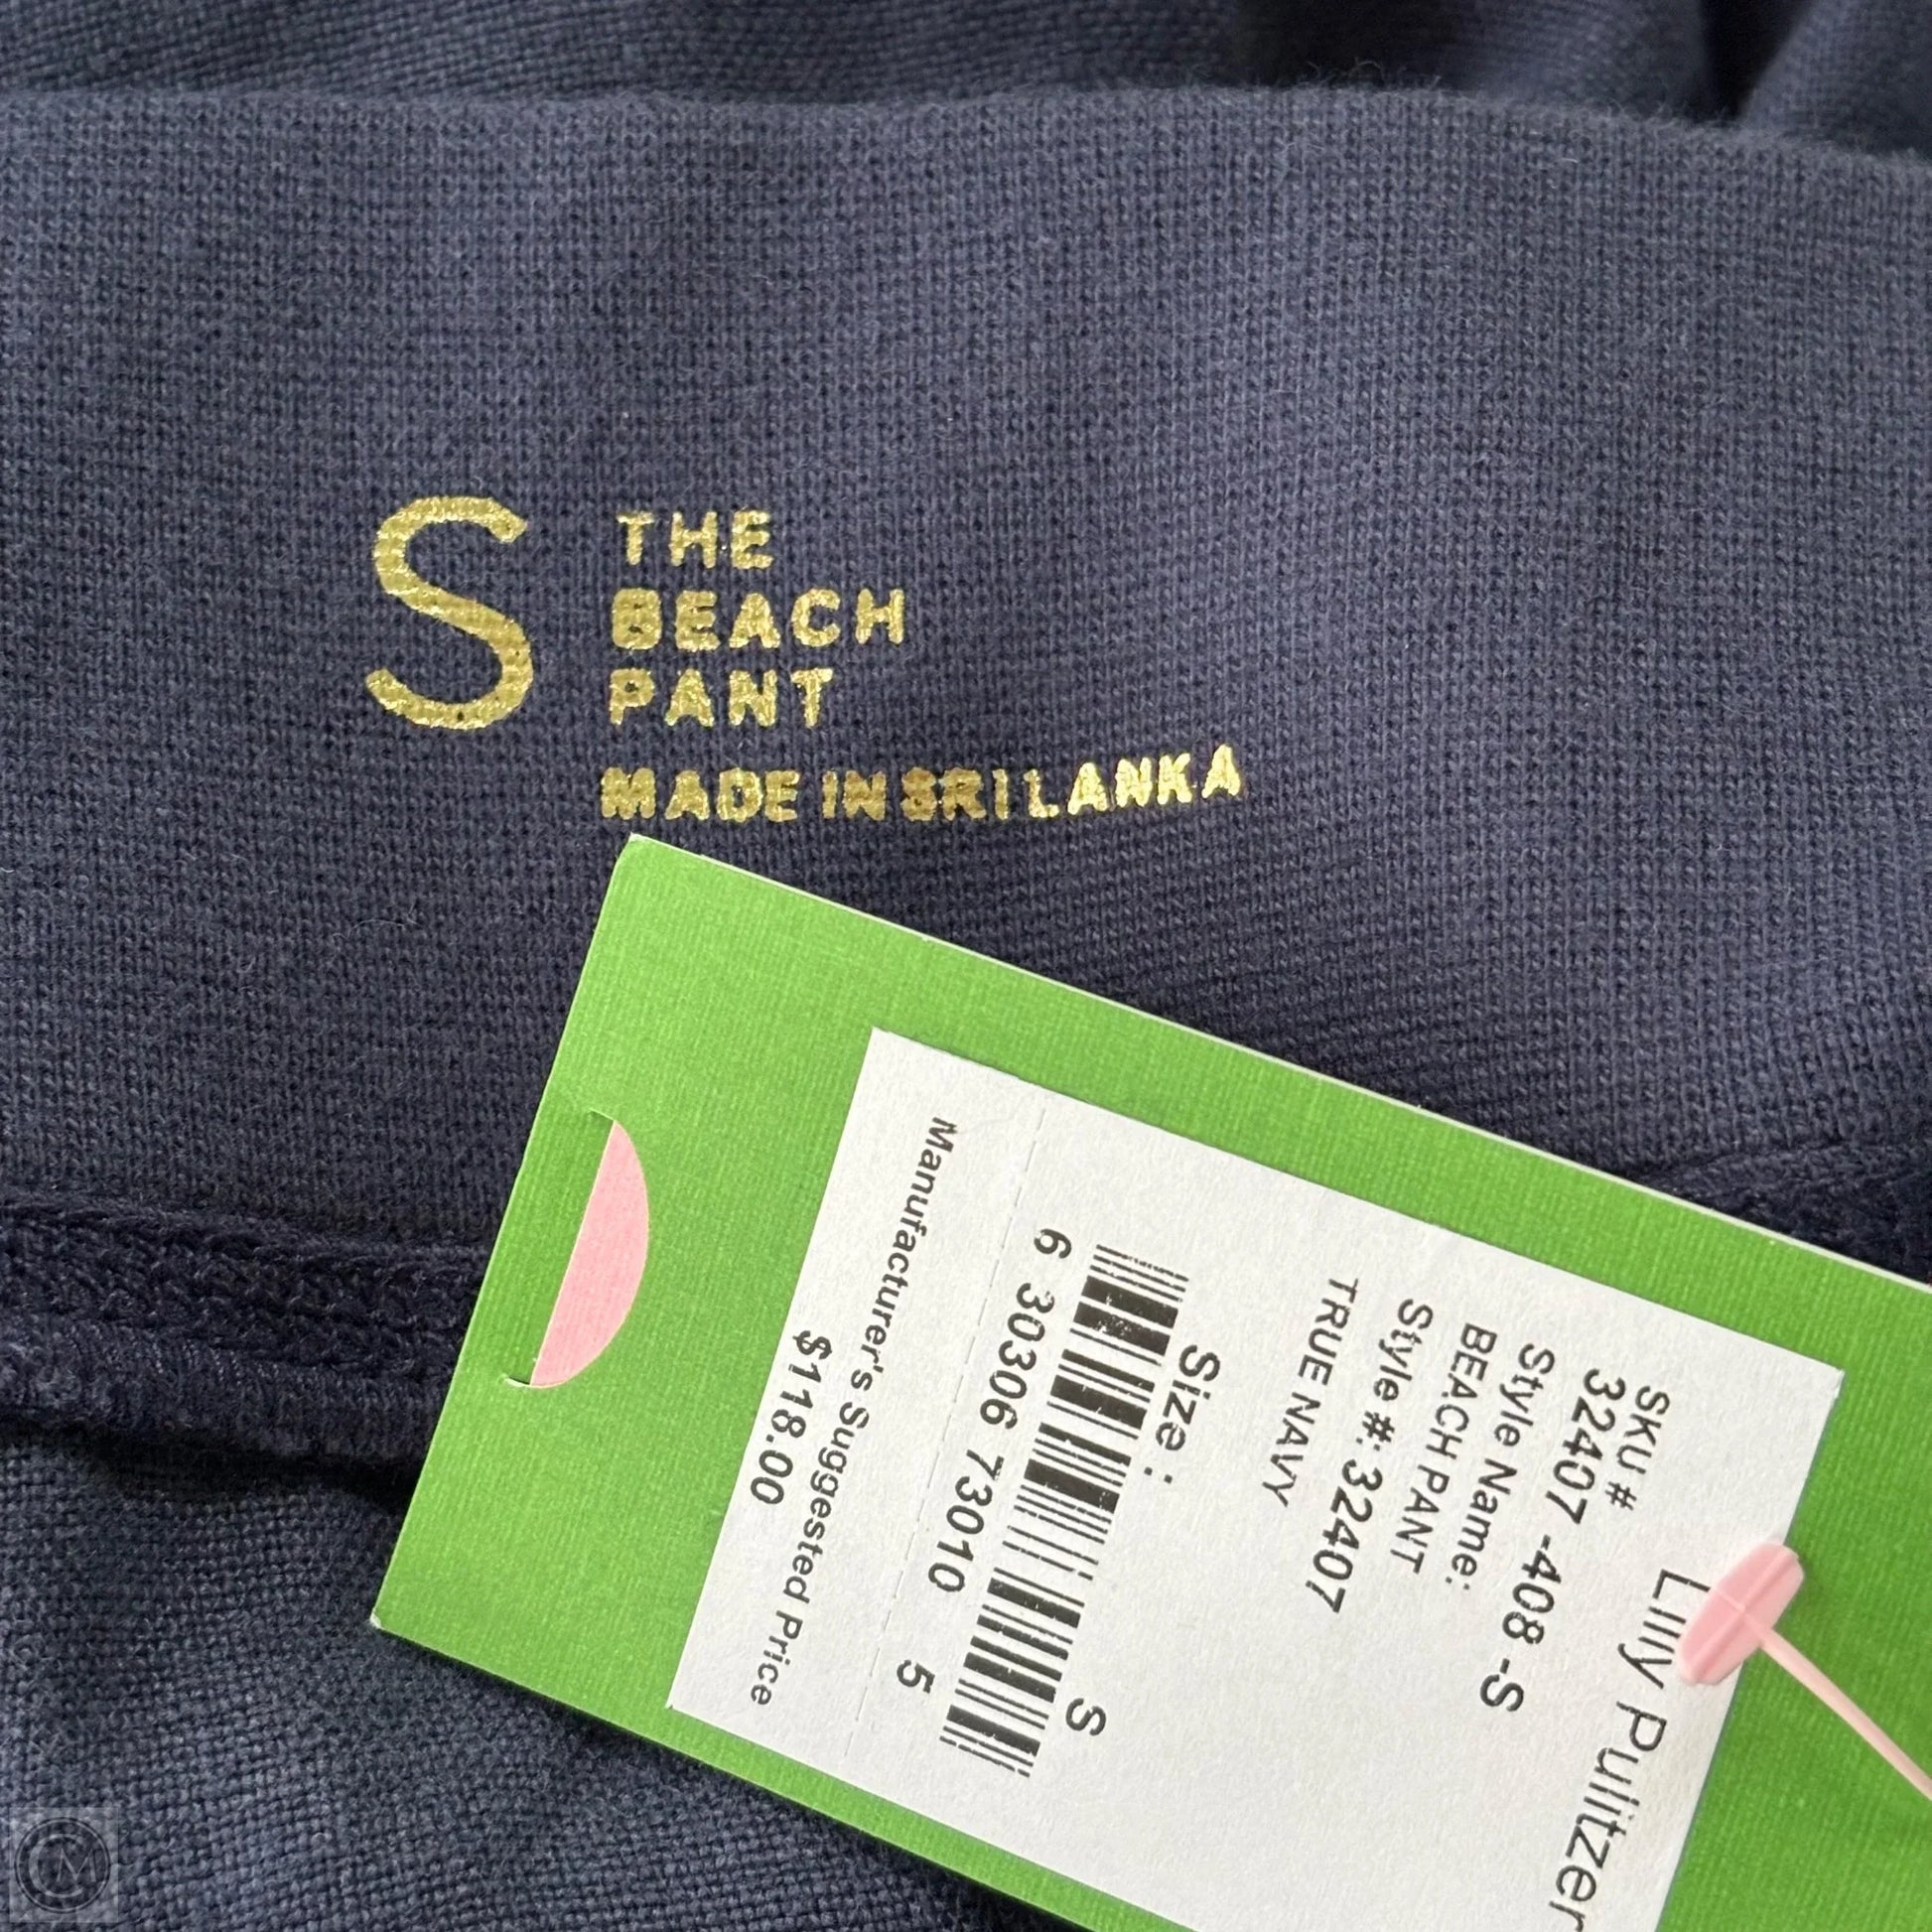 S
THE
BEACH
PANT
MADE IN SRI LANKA
Lilly Pulitzer
SKU #
32407 -408 -S
Style Name:
BEACH PANT
Style #: 32407
TRUE NAVY
Size : S
6 30306 73010 5
Manufacturer's Suggested Price
$118.00
CM